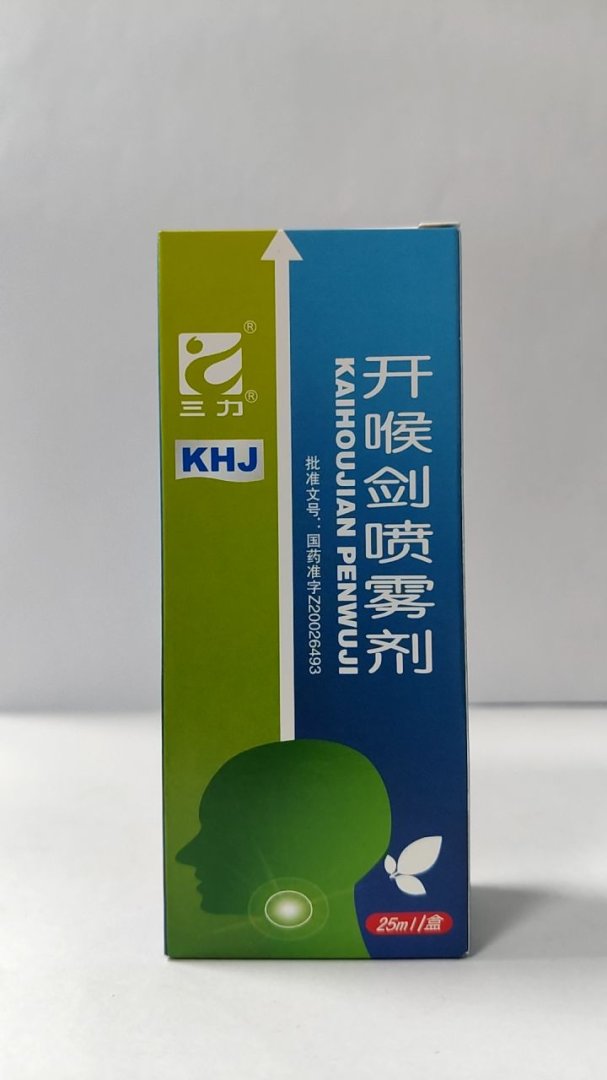 ®
三力®
KHJ
开喉剑喷雾剂
KAIHOUJIAN PENWUJI
批准文号：国药准字Z20026493
25ml/盒